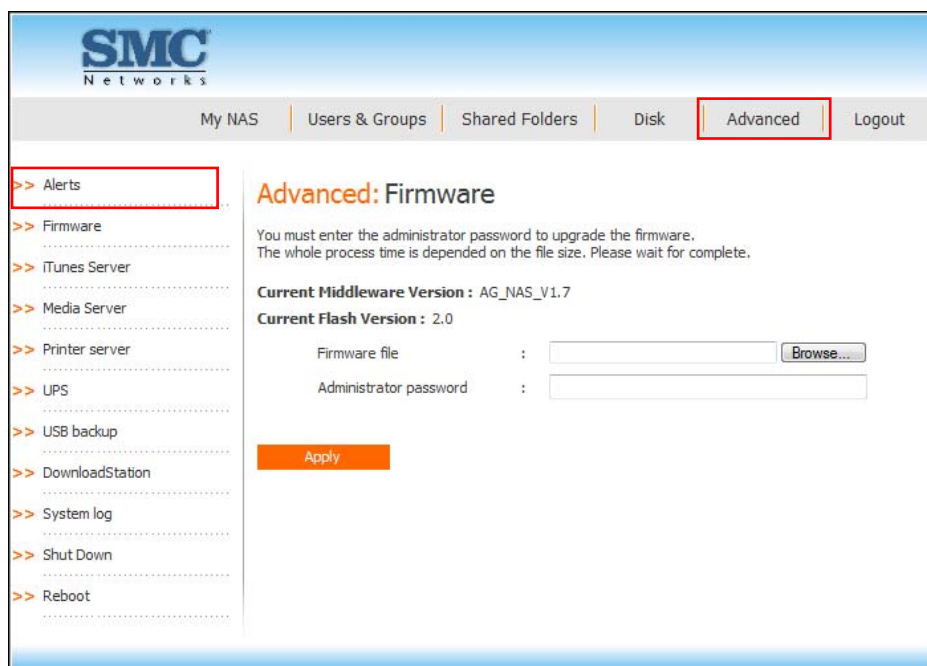 SMC
Networks
My NAS Users & Groups Shared Folders Disk Advanced Logout
>> Alerts
>> Firmware
>> iTunes Server
>> Media Server
>> Printer server
>> UPS
>> USB backup
>> DownloadStation
>> System log
>> Shut Down
>> Reboot
Advanced: Firmware
You must enter the administrator password to upgrade the firmware.
The whole process time is depended on the file size. Please wait for complete.
Current Middleware Version : AG_NAS_V1.7
Current Flash Version : 2.0
Firmware file : Browse...
Administrator password :
Apply